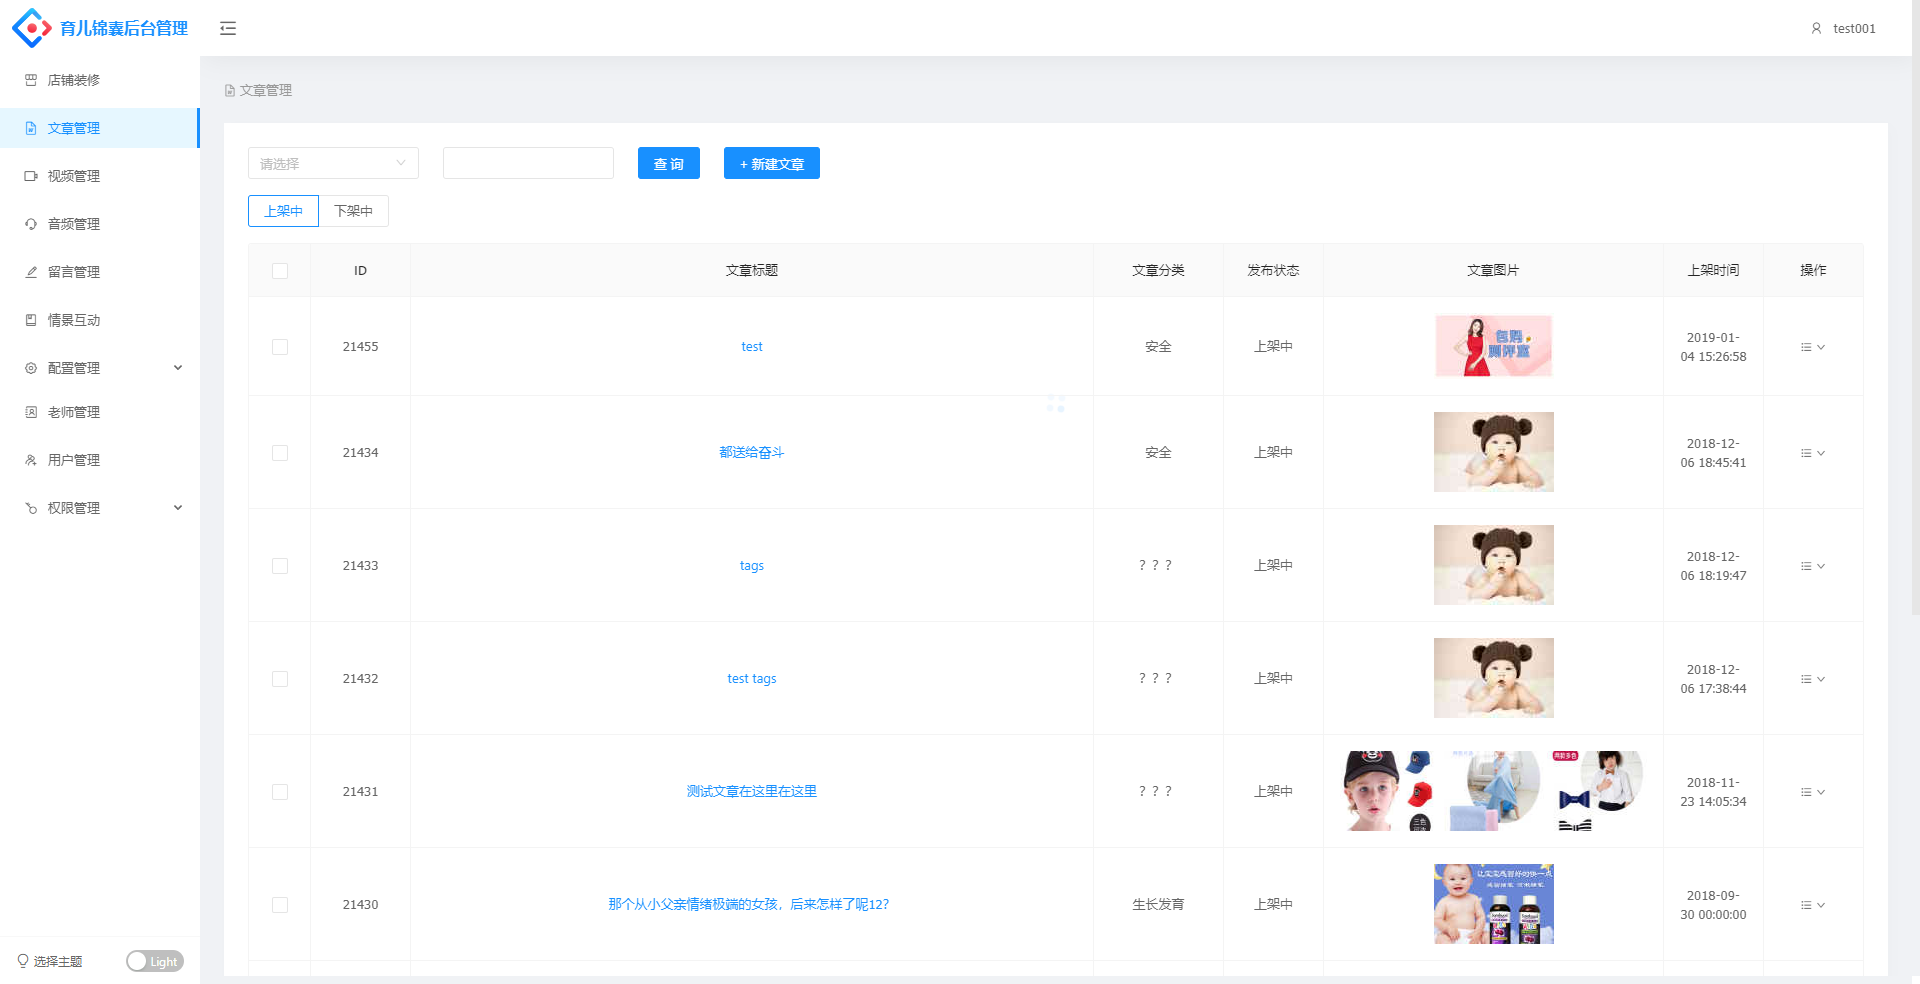 育儿锦囊后台管理
test001
店铺装修
文章管理
视频管理
音频管理
留言管理
情景互动
配置管理
老师管理
用户管理
权限管理
选择主题
Light
文章管理
请选择
查 询
+ 新建文章
上架中 下架中
ID 文章标题 文章分类 发布状态 文章图片 上架时间 操作
21455 test 安全 上架中 2019-01-
04 15:26:58
包妈
测评室
21434 都送给奋斗 安全 上架中 2018-12-
06 18:45:41
21433 tags ？？？ 上架中 2018-12-
06 18:19:47
21432 test tags ？？？ 上架中 2018-12-
06 17:38:44
21431 测试文章在这里在这里 ？？？ 上架中 2018-11-
23 14:05:34
三色
21430 那个从小父亲情绪极端的女孩，后来怎样了呢12? 生长发育 上架中 2018-09-
30 00:00:00